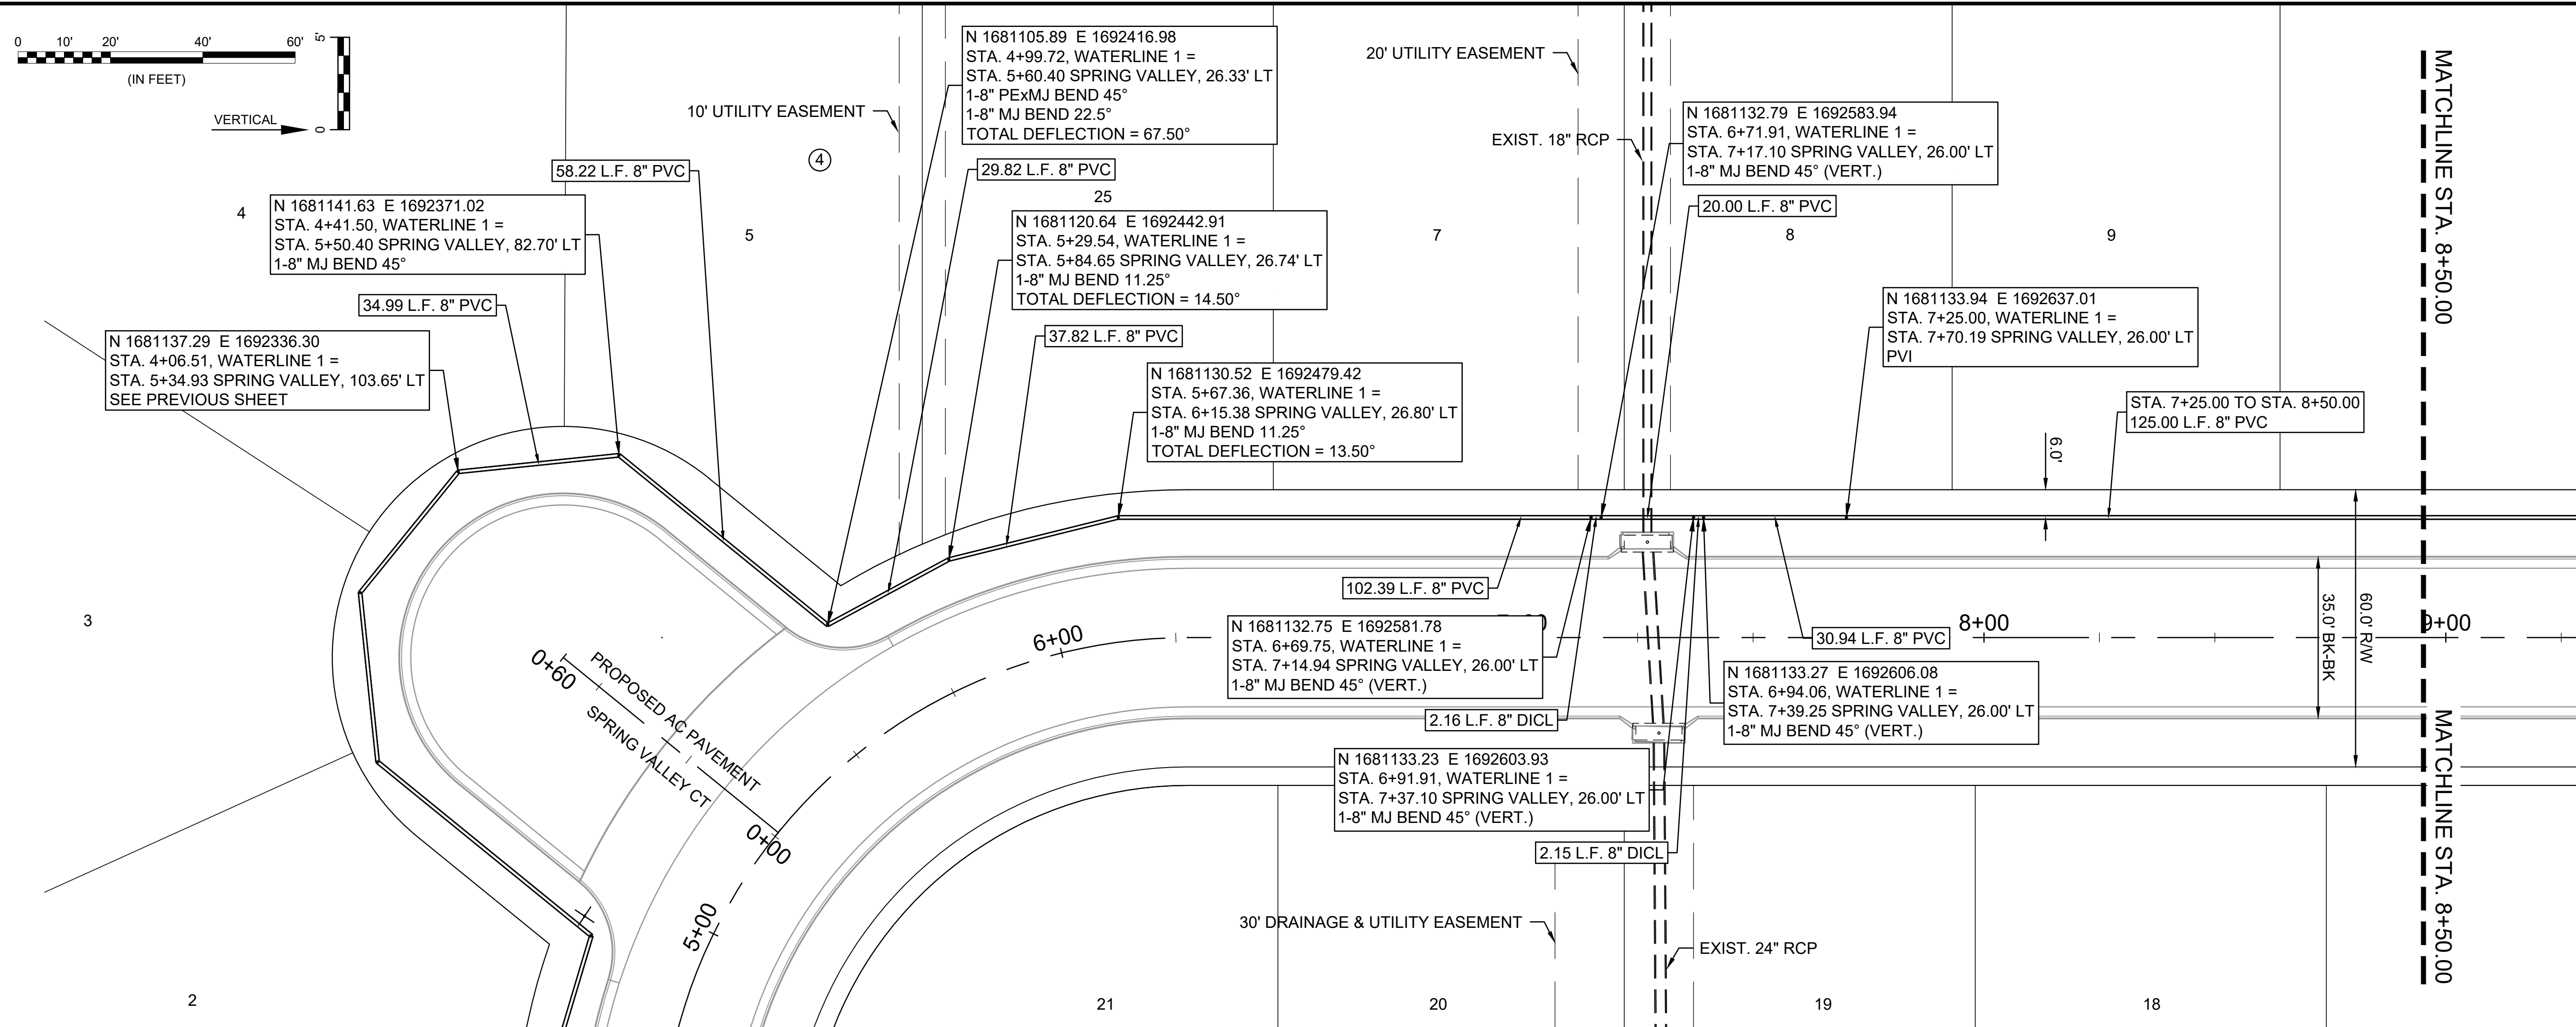 0 10' 20' 40' 60'
(IN FEET)
5'
0
VERTICAL
N 1681105.89 E 1692416.98
STA. 4+99.72, WATERLINE 1 =
STA. 5+60.40 SPRING VALLEY, 26.33' LT
1-8" PExMJ BEND 45°
1-8" MJ BEND 22.5°
TOTAL DEFLECTION = 67.50°
10' UTILITY EASEMENT
20' UTILITY EASEMENT
EXIST. 18" RCP
N 1681132.79 E 1692583.94
STA. 6+71.91, WATERLINE 1 =
STA. 7+17.10 SPRING VALLEY, 26.00' LT
1-8" MJ BEND 45° (VERT.)
MATCHLINE STA. 8+50.00
4
58.22 L.F. 8" PVC
29.82 L.F. 8" PVC
25
20.00 L.F. 8" PVC
4
N 1681141.63 E 1692371.02
STA. 4+41.50, WATERLINE 1 =
STA. 5+50.40 SPRING VALLEY, 82.70' LT
1-8" MJ BEND 45°
5
N 1681120.64 E 1692442.91
STA. 5+29.54, WATERLINE 1 =
STA. 5+84.65 SPRING VALLEY, 26.74' LT
1-8" MJ BEND 11.25°
TOTAL DEFLECTION = 14.50°
7
8
9
34.99 L.F. 8" PVC
37.82 L.F. 8" PVC
N 1681133.94 E 1692637.01
STA. 7+25.00, WATERLINE 1 =
STA. 7+70.19 SPRING VALLEY, 26.00' LT
PVI
N 1681137.29 E 1692336.30
STA. 4+06.51, WATERLINE 1 =
STA. 5+34.93 SPRING VALLEY, 103.65' LT
SEE PREVIOUS SHEET
N 1681130.52 E 1692479.42
STA. 5+67.36, WATERLINE 1 =
STA. 6+15.38 SPRING VALLEY, 26.80' LT
1-8" MJ BEND 11.25°
TOTAL DEFLECTION = 13.50°
STA. 7+25.00 TO STA. 8+50.00
125.00 L.F. 8" PVC
6.0'
102.39 L.F. 8" PVC
3
6+00
N 1681132.75 E 1692581.78
STA. 6+69.75, WATERLINE 1 =
STA. 7+14.94 SPRING VALLEY, 26.00' LT
1-8" MJ BEND 45° (VERT.)
30.94 L.F. 8" PVC
8+00
35.0' BK-BK
60.0' R/W
9+00
0+60
PROPOSED AC PAVEMENT
SPRING VALLEY CT
0+00
N 1681133.27 E 1692606.08
STA. 6+94.06, WATERLINE 1 =
STA. 7+39.25 SPRING VALLEY, 26.00' LT
1-8" MJ BEND 45° (VERT.)
2.16 L.F. 8" DICL
N 1681133.23 E 1692603.93
STA. 6+91.91, WATERLINE 1 =
STA. 7+37.10 SPRING VALLEY, 26.00' LT
1-8" MJ BEND 45° (VERT.)
2.15 L.F. 8" DICL
MATCHLINE STA. 8+50.00
5+00
30' DRAINAGE & UTILITY EASEMENT
EXIST. 24" RCP
2
21
20
19
18